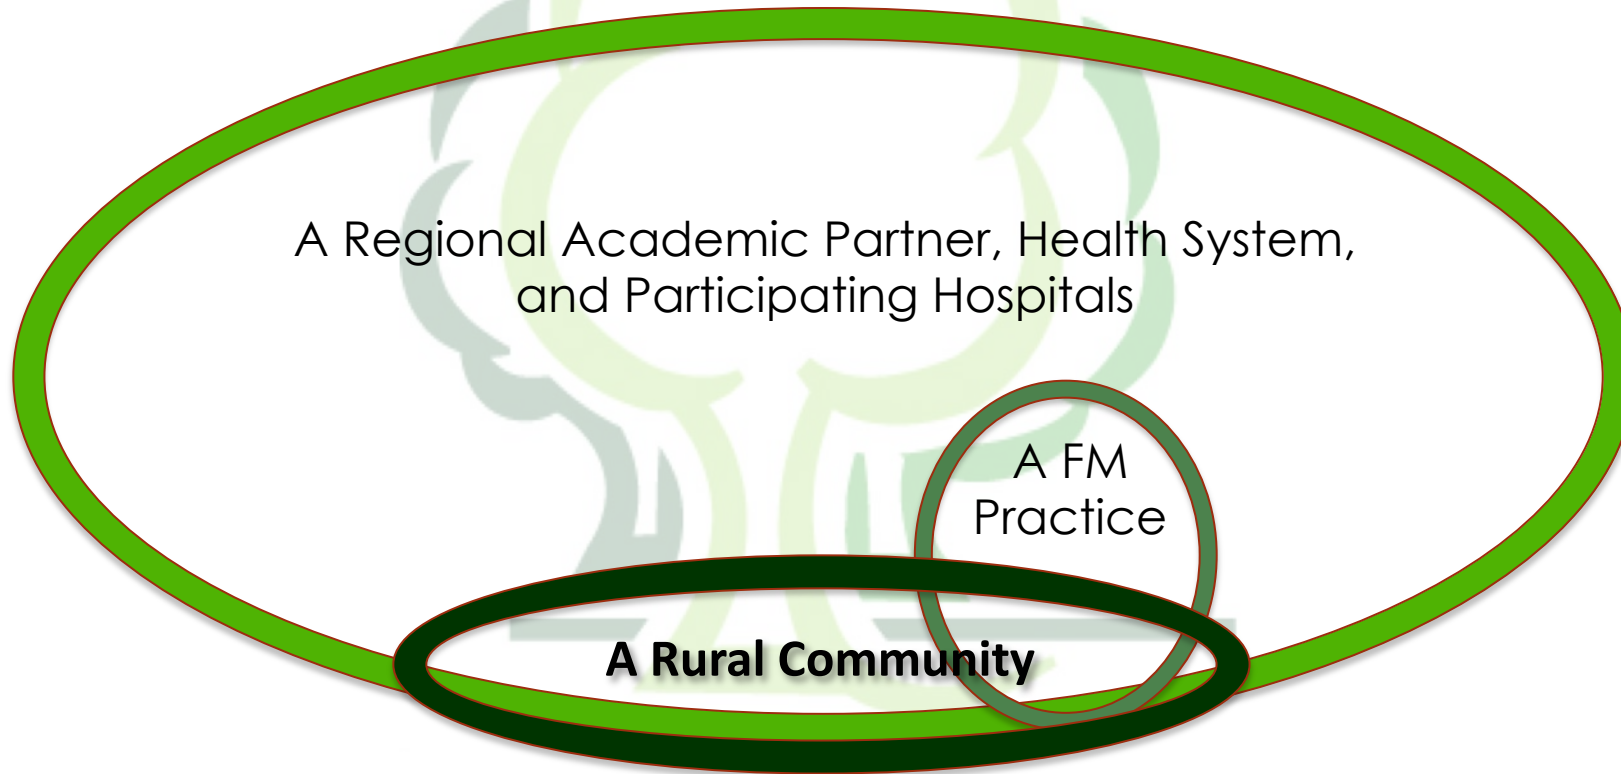 A Regional Academic Partner, Health System,
and Participating Hospitals
A FM
Practice
A Rural Community